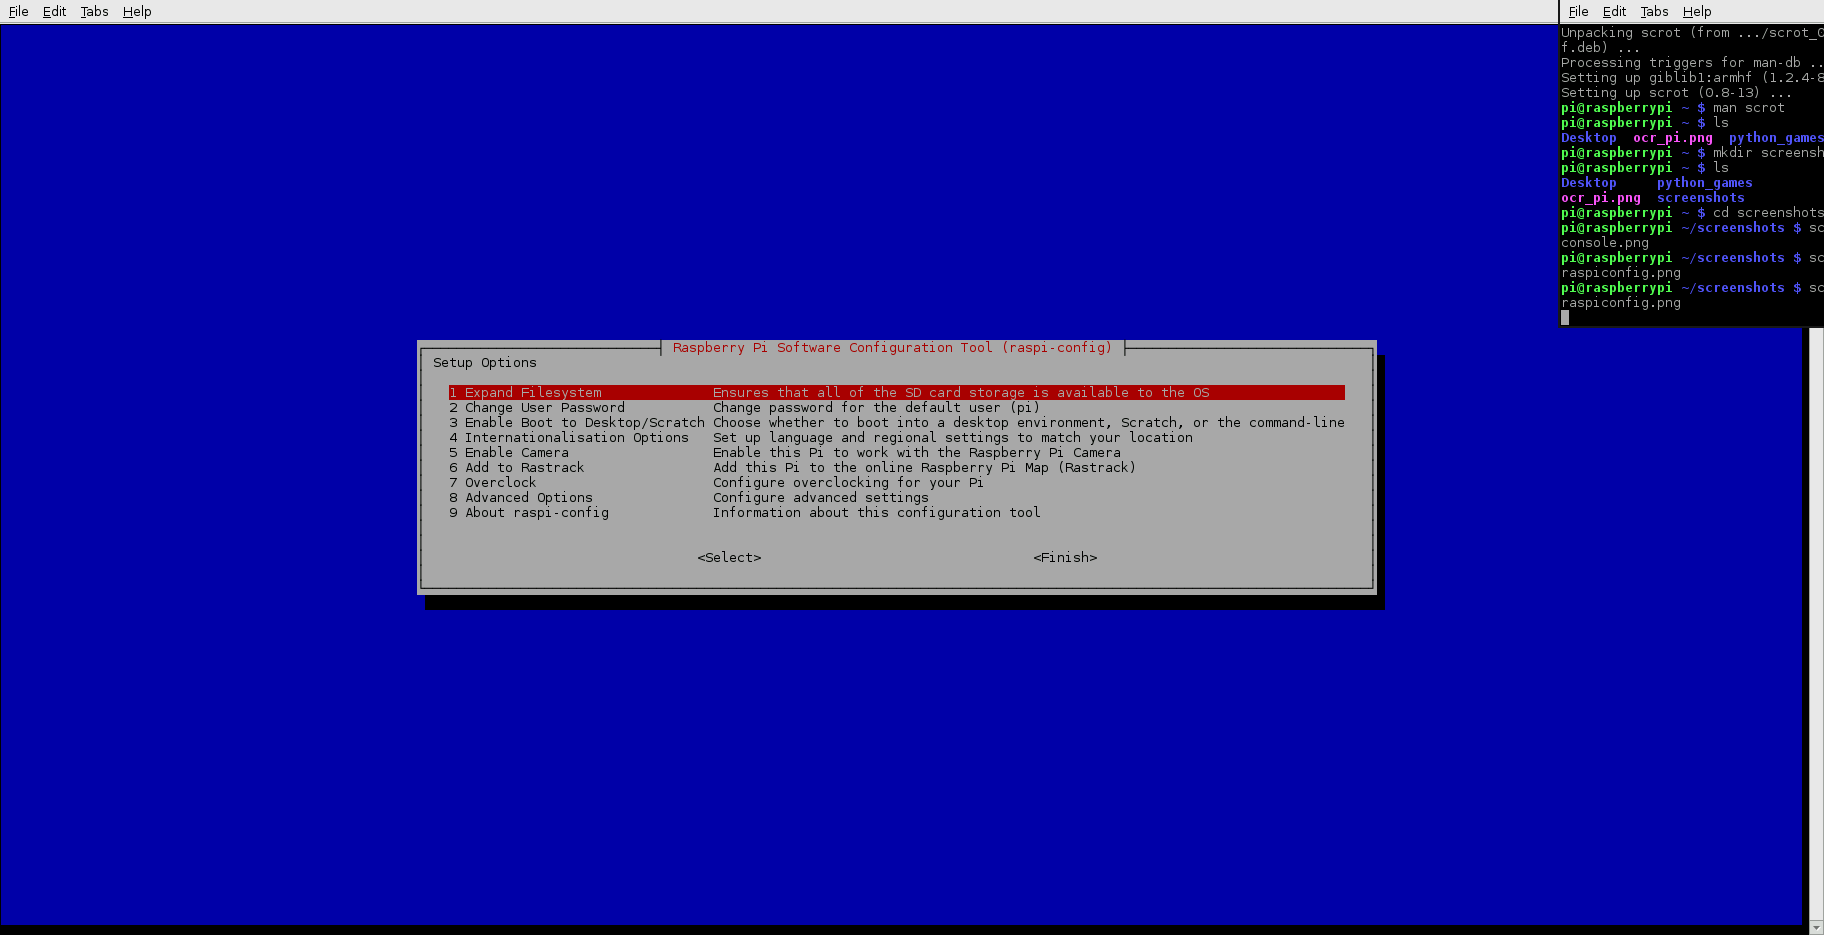 File Edit Tabs Help
Raspberry Pi Software Configuration Tool (raspi-config)
Setup Options
1 Expand Filesystem Ensures that all of the SD card storage is available to the OS
2 Change User Password Change password for the default user (pi)
3 Enable Boot to Desktop/Scratch Choose whether to boot into a desktop environment, Scratch, or the command-line
4 Internationalisation Options Set up language and regional settings to match your location
5 Enable Camera Enable this Pi to work with the Raspberry Pi Camera
6 Add to Rastrack Add this Pi to the online Raspberry Pi Map (Rastrack)
7 Overclock Configure overclocking for your Pi
8 Advanced Options Configure advanced settings
9 About raspi-config Information about this configuration tool
<Select> <Finish>
File Edit Tabs Help
Unpacking scrot (from .../scrot_0
f.deb) ...
Processing triggers for man-db ..
Setting up giblib1:armhf (1.2.4-8
Setting up scrot (0.8-13) ...
pi@raspberrypi ~ $ man scrot
pi@raspberrypi ~ $ ls
Desktop ocr_pi.png python_games
pi@raspberrypi ~ $ mkdir screensh
pi@raspberrypi ~ $ ls
Desktop python_games
ocr_pi.png screenshots
pi@raspberrypi ~ $ cd screenshots
pi@raspberrypi ~/screenshots $ sc
console.png
pi@raspberrypi ~/screenshots $ sc
raspiconfig.png
pi@raspberrypi ~/screenshots $ sc
raspiconfig.png